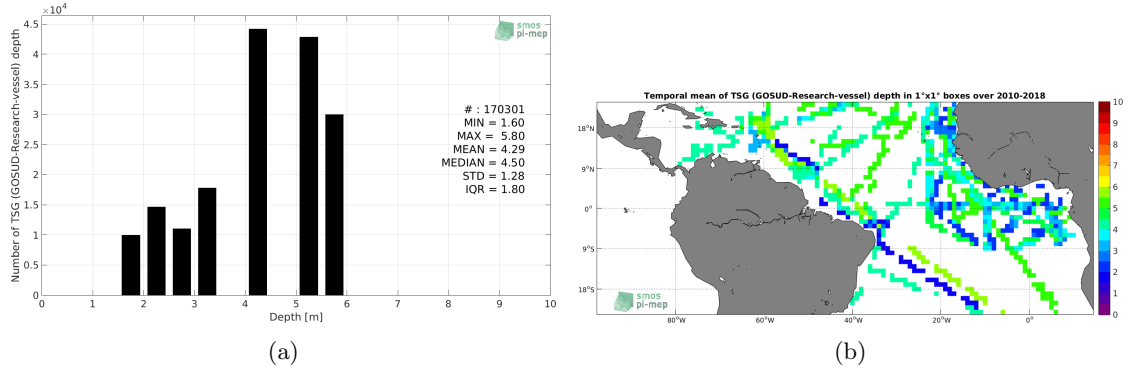 ×10⁴
4.5
4
3.5
3
2.5
2
1.5
1
0.5
0
Number of TSG (GOSUD-Research-vessel) depth
smos
pi-mep
# : 170301
MIN = 1.60
MAX = 5.80
MEAN = 4.29
MEDIAN = 4.50
STD = 1.28
IQR = 1.80
0 1 2 3 4 5 6 7 8 9 10
Depth [m]
(a)
Temporal mean of TSG (GOSUD-Research-vessel) depth in 1°x1° boxes over 2010-2018
18°N
9°N
0°
9°S
18°S
80°W 60°W 40°W 20°W 0°
smos
pi-mep
10
9
8
7
6
5
4
3
2
1
0
(b)